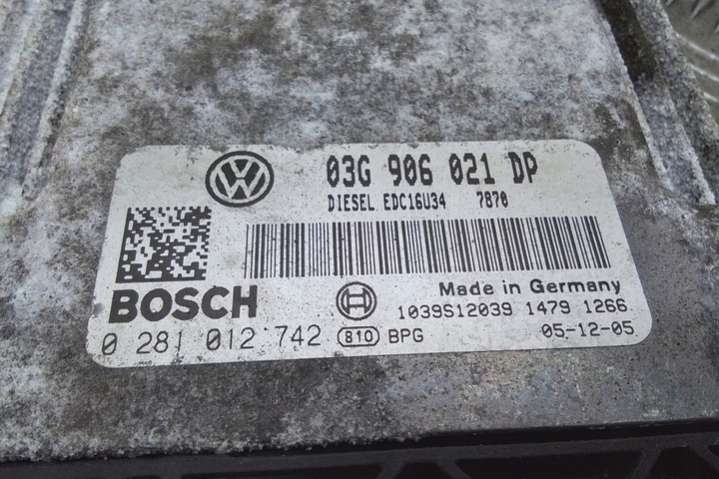 03G 906 021 DP
DIESEL EDC16U34 7870
BOSCH
Made in Germany
1039S12039 1479 1266
0 281 012 742 810 BPG 05-12-05